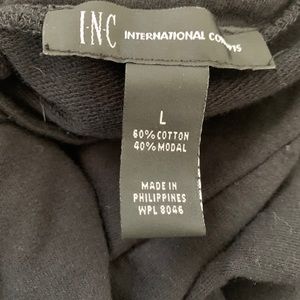 INC INTERNATIONAL CONCEPTS
L
60% COTTON
40% MODAL
MADE IN
PHILIPPINES
WPL 8046